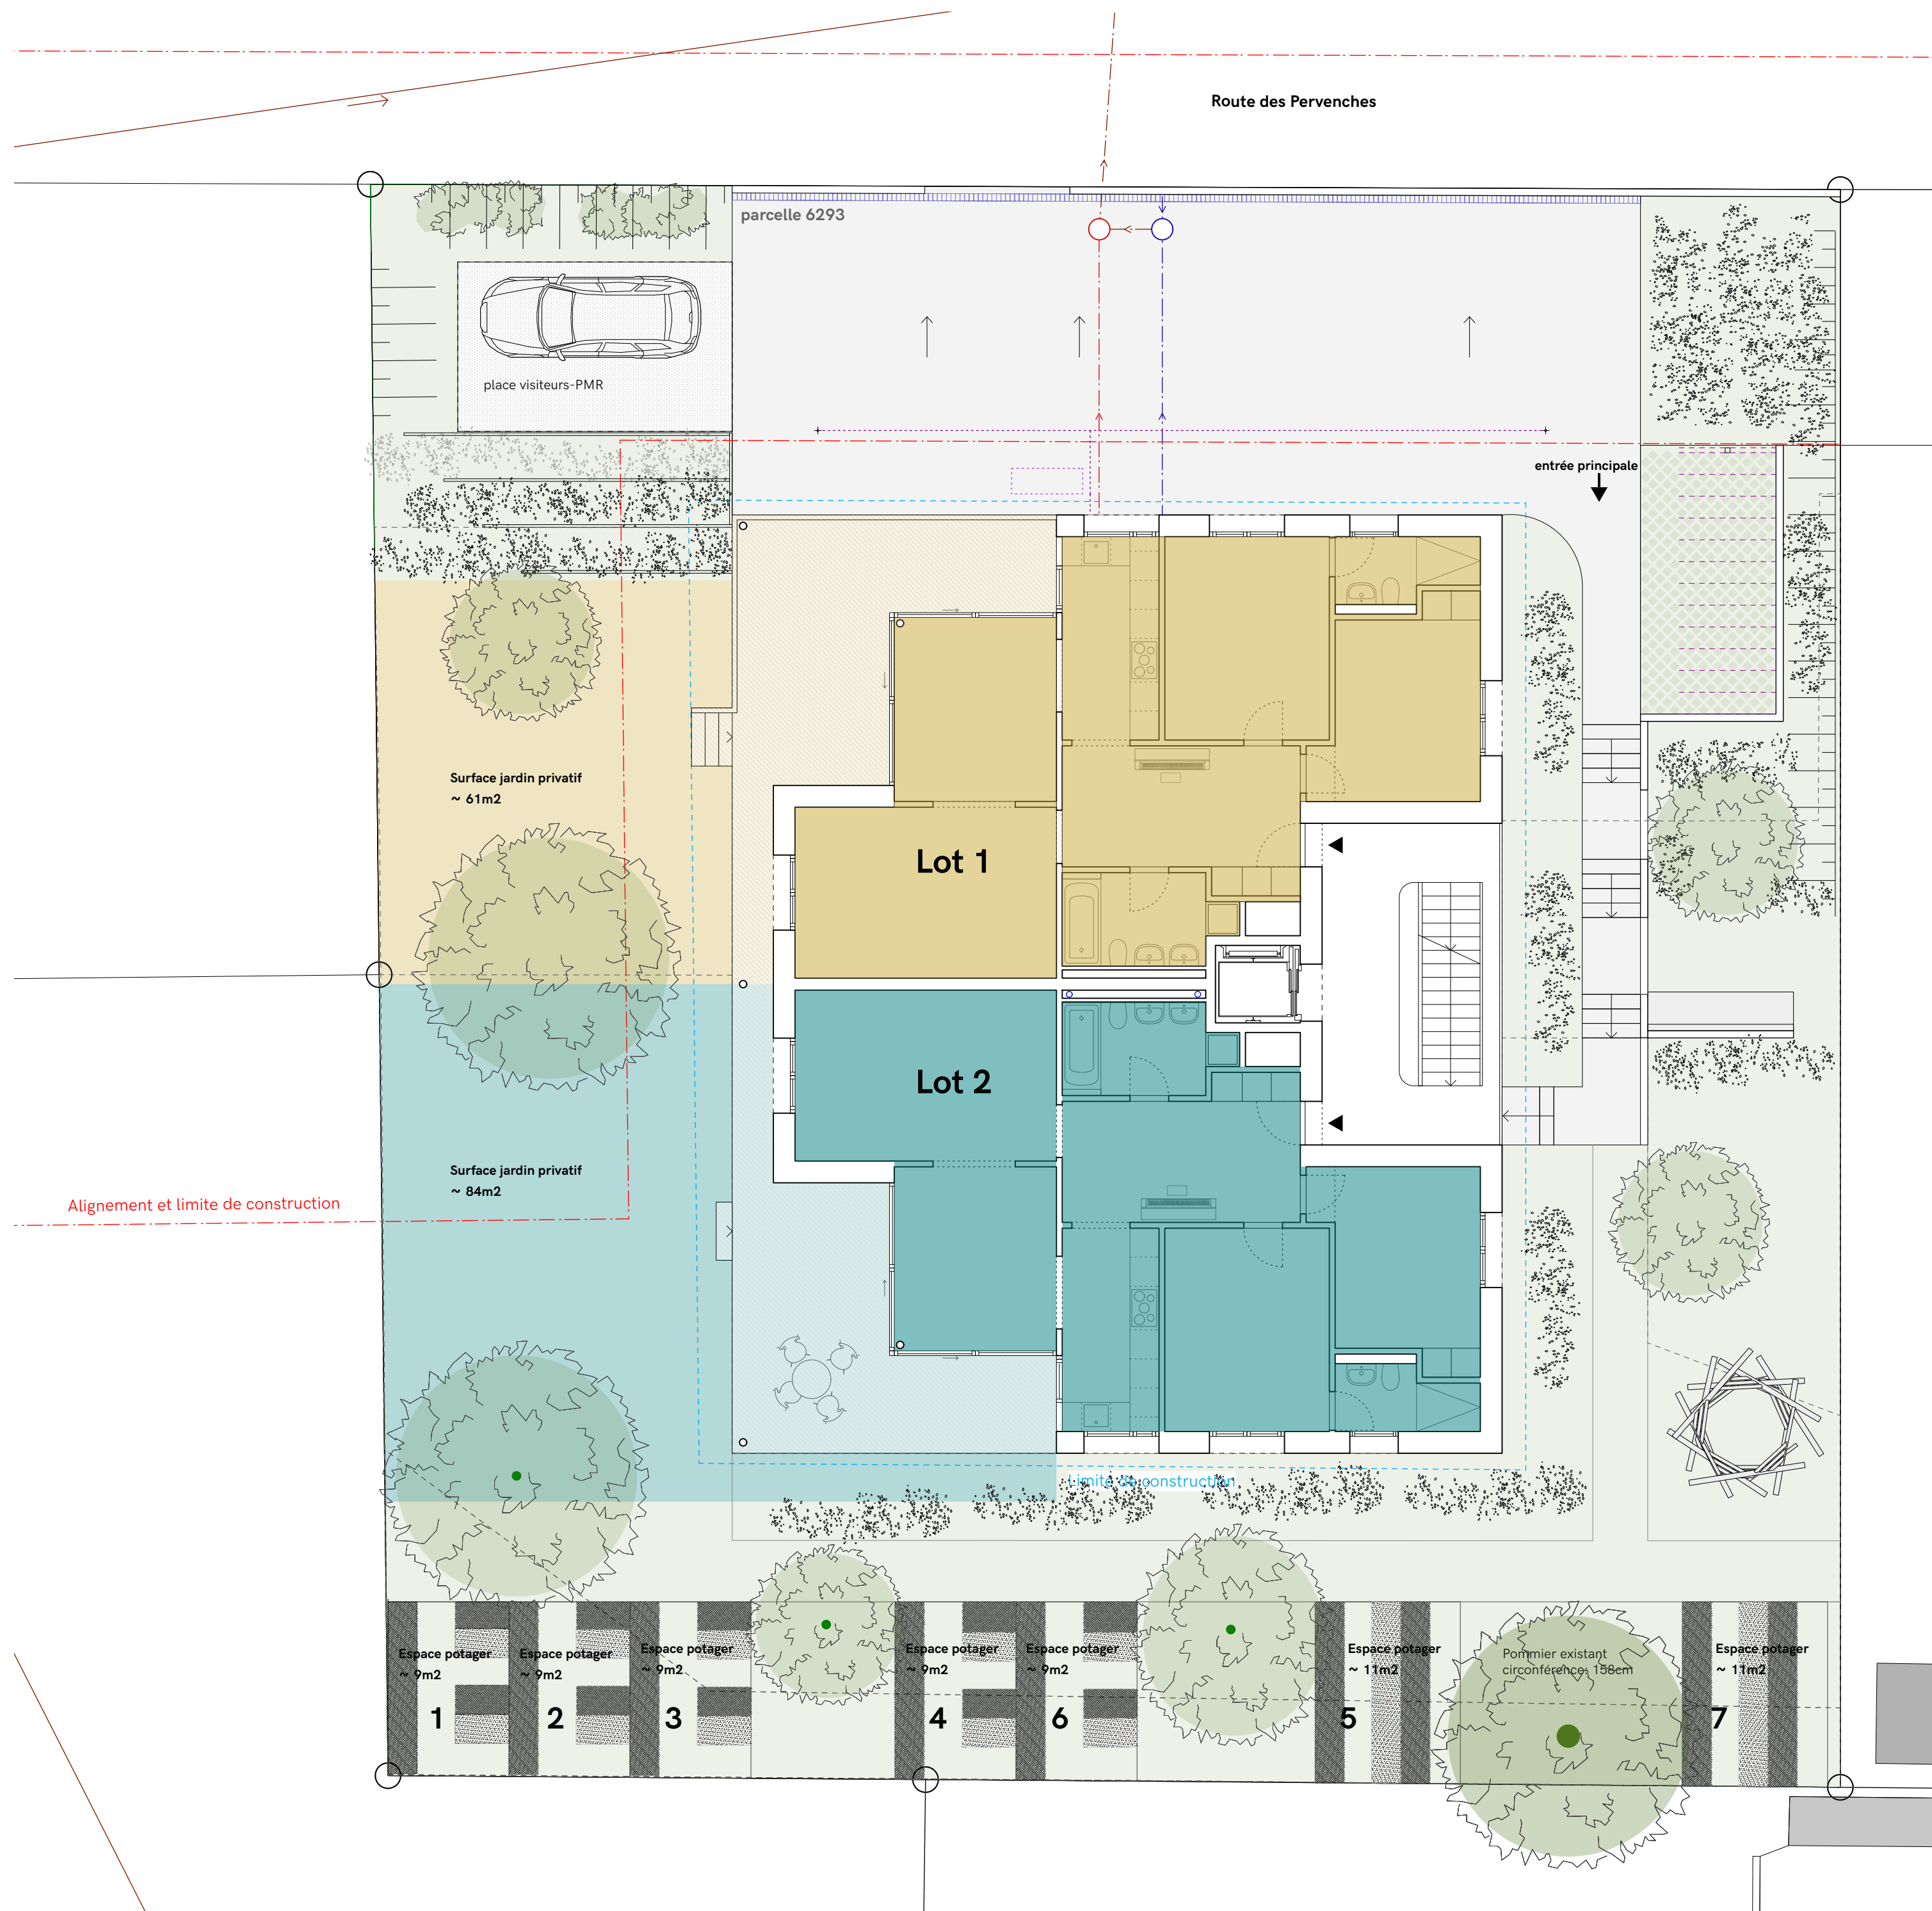 Route des Pervenches
parcelle 6293
place visiteurs-PMR
entrée principale
Surface jardin privatif
~ 61m2
Lot 1
Lot 2
Surface jardin privatif
~ 84m2
Alignement et limite de construction
Limite de construction
Espace potager
~ 9m2
1
Espace potager
~ 9m2
2
Espace potager
~ 9m2
3
Espace potager
~ 9m2
4
Espace potager
~ 9m2
6
Espace potager
~ 11m2
5
Pommier existant
circonférence: 158cm
Espace potager
~ 11m2
7